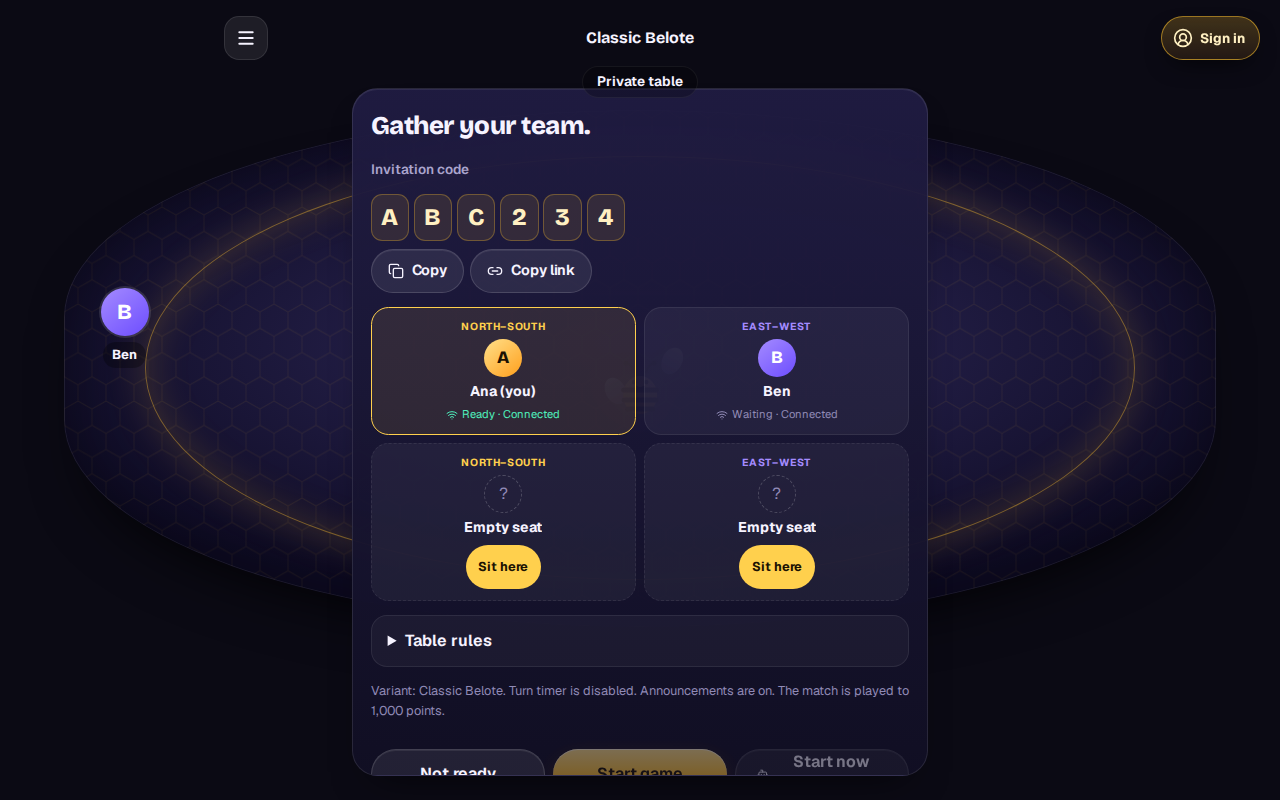 Classic Belote
Sign in
Private table
Gather your team.
Invitation code
A B C 2 3 4
Copy
Copy link
NORTH–SOUTH
A
Ana (you)
Ready · Connected
EAST–WEST
B
Ben
Waiting · Connected
B
Ben
NORTH–SOUTH
?
Empty seat
Sit here
EAST–WEST
?
Empty seat
Sit here
Table rules
Variant: Classic Belote. Turn timer is disabled. Announcements are on. The match is played to
1,000 points.
Not ready
Start game
Start now